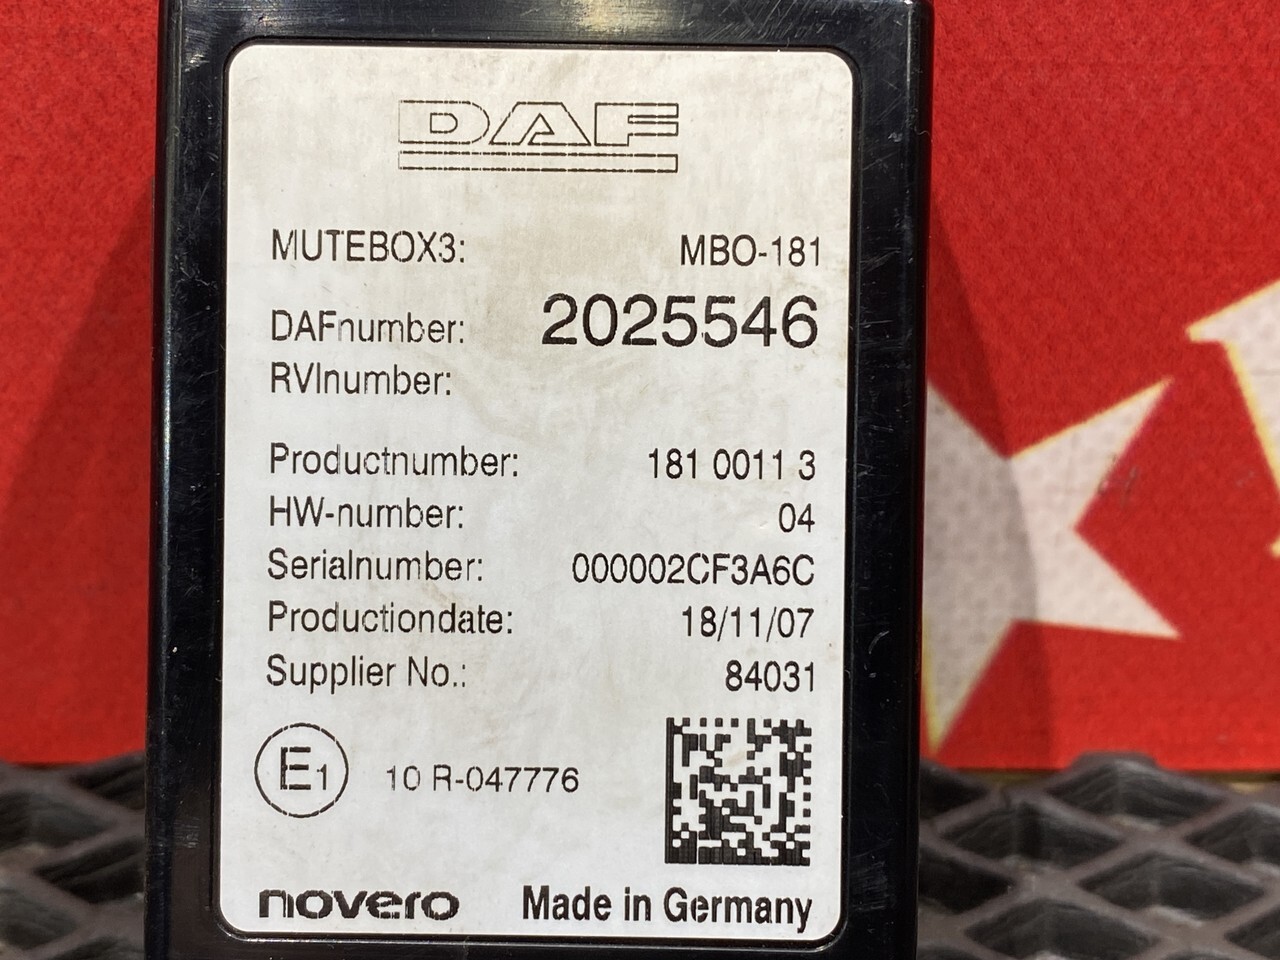 DAF
MUTEBOX3: MBO-181
DAFnumber: 2025546
RVInumber:
Productnumber: 181 0011 3
HW-number: 04
Serialnumber: 000002CF3A6C
Productiondate: 18/11/07
Supplier No.: 84031
E1 10 R-047776
novero Made in Germany